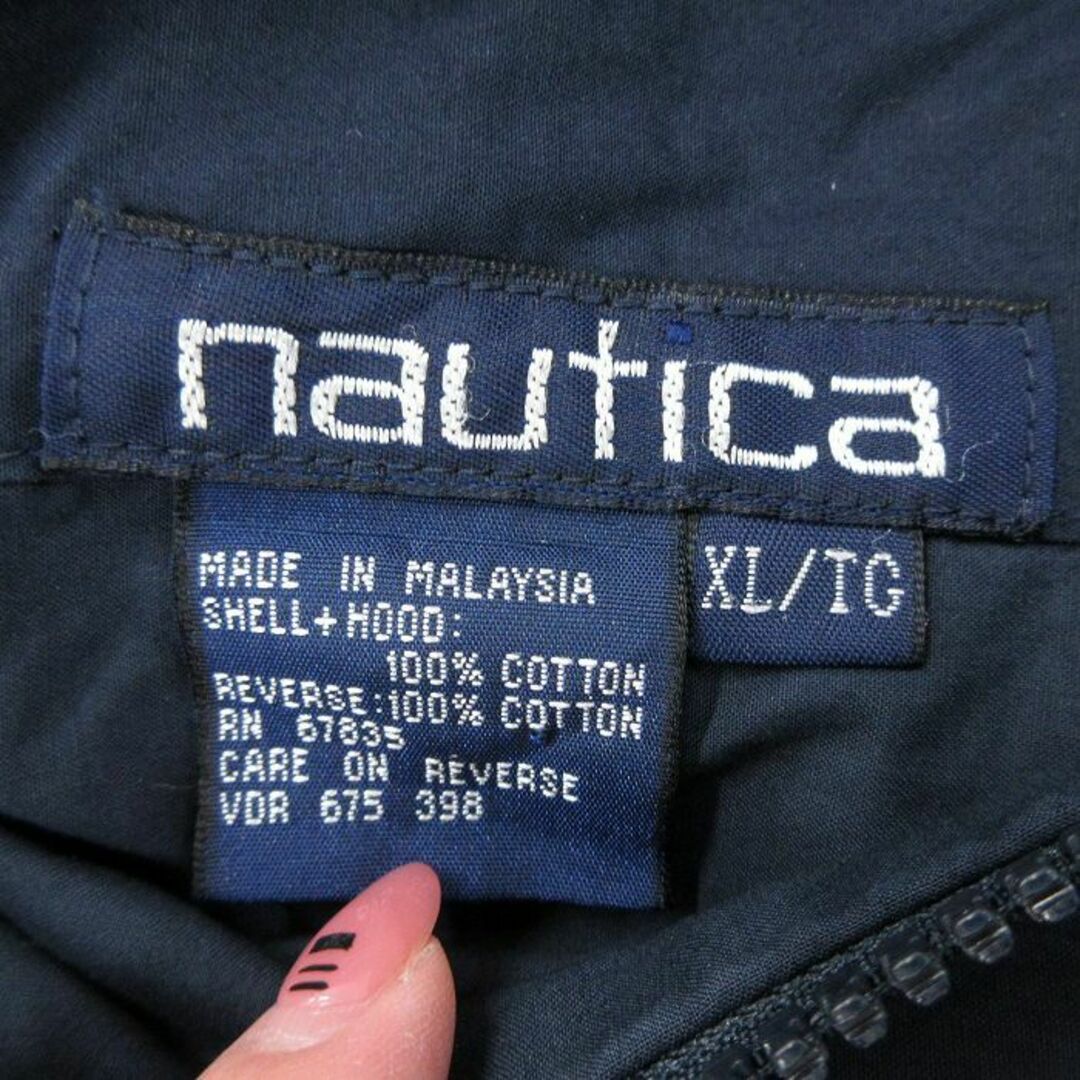 nautica
XL/TG
MADE IN MALAYSIA
SHELL+HOOD:
100% COTTON
REVERSE:100% COTTON
RN 67835
CARE ON REVERSE
VDR 675 398